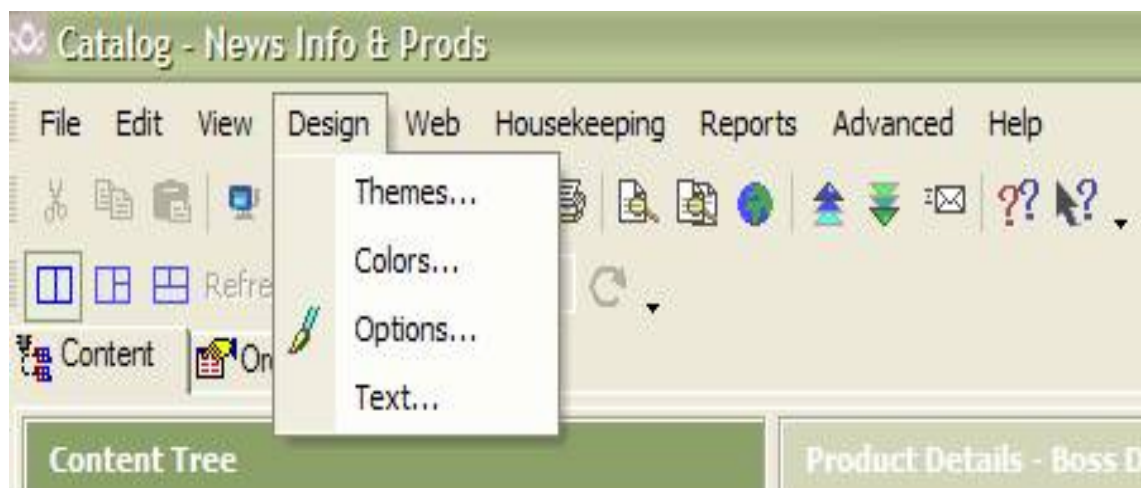 Catalog - News Info & Prods
File Edit View Design Web Housekeeping Reports Advanced Help
Themes...
Colors...
Options...
Text...
Refre
Content On
Content Tree
Product Details - Boss D